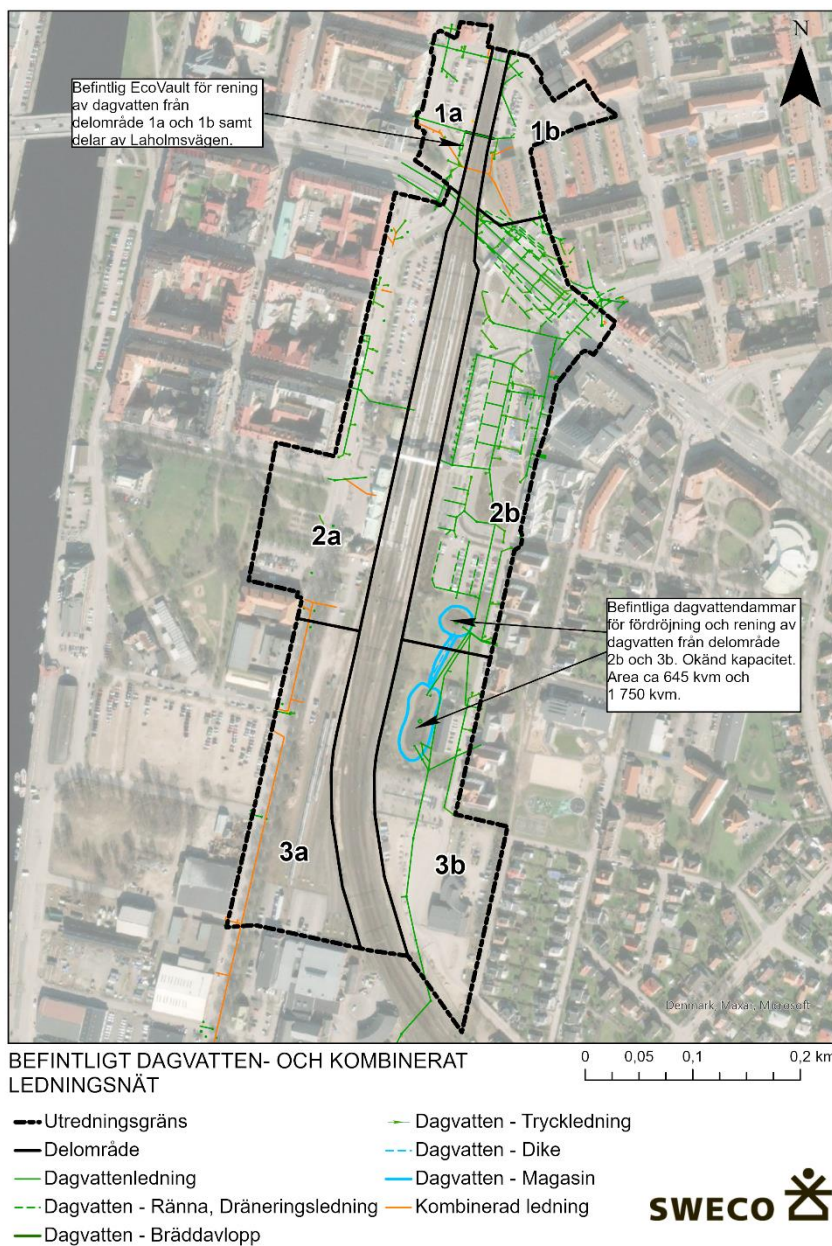 N
Befintlig EcoVault för rening
av dagvatten från
delområde 1a och 1b samt
delar av Laholmsvägen.
1a
1b
2a
2b
Befintliga dagvattendammar
för fördröjning och rening av
dagvatten från delområde
2b och 3b. Okänd kapacitet.
Area ca 645 kvm och
1 750 kvm.
3a
3b
Denmark, Maxar, Microsoft
BEFINTLIGT DAGVATTEN- OCH KOMBINERAT
LEDNINGSNÄT
0 0,05 0,1 0,2 km
Utredningsgräns
Delområde
Dagvattenledning
Dagvatten - Ränna, Dräneringsledning
Dagvatten - Bräddavlopp
Dagvatten - Tryckledning
Dagvatten - Dike
Dagvatten - Magasin
Kombinerad ledning
SWECO